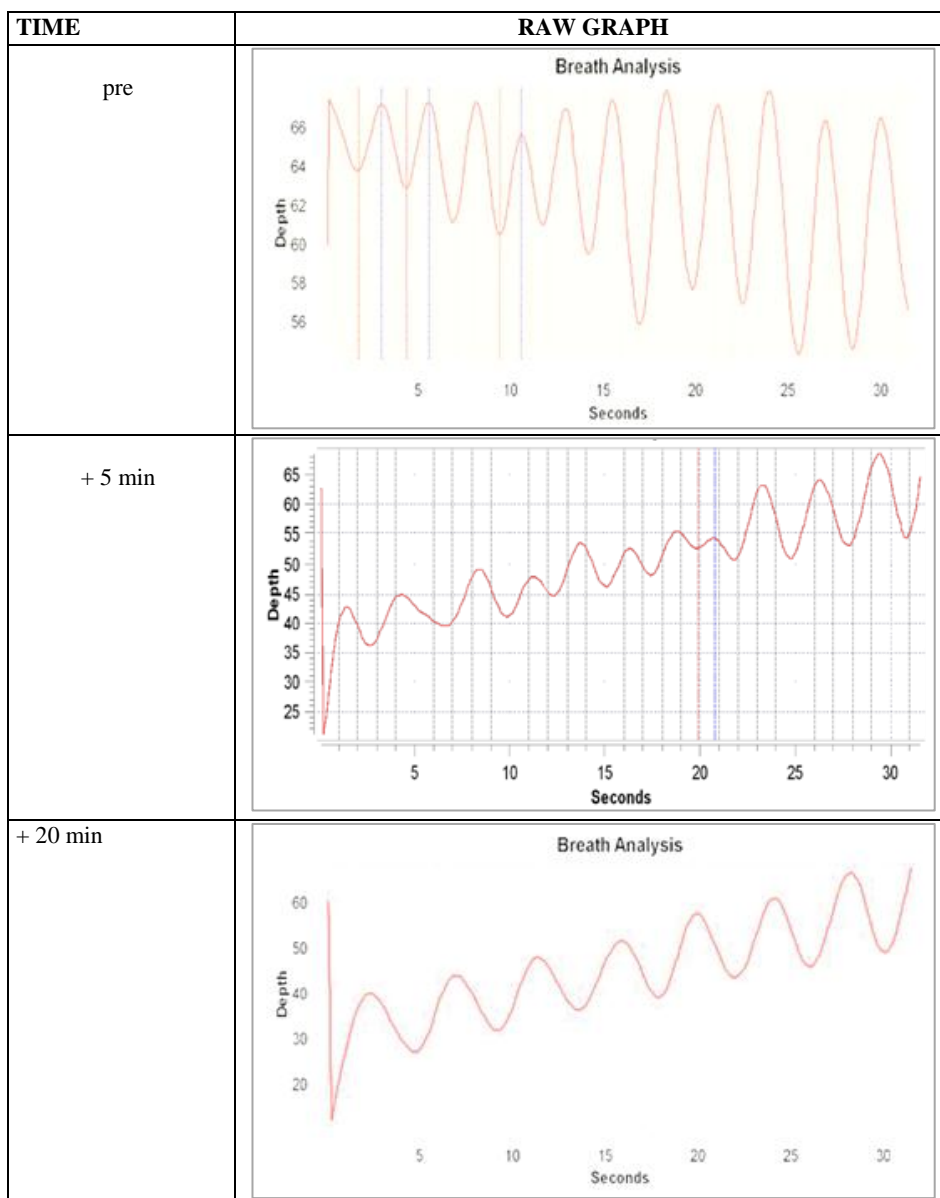 TIME RAW GRAPH
pre
Breath Analysis
66
64
62
60
58
56
Depth
5 10 15 20 25 30
Seconds
+ 5 min
65
60
55
50
45
40
35
30
25
Depth
5 10 15 20 25 30
Seconds
+ 20 min
Breath Analysis
60
50
40
30
20
Depth
5 10 15 20 25 30
Seconds